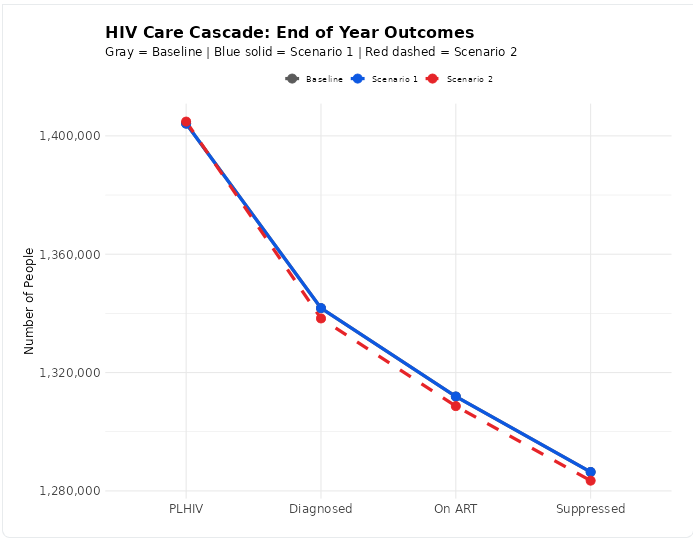 HIV Care Cascade: End of Year Outcomes
Gray = Baseline | Blue solid = Scenario 1 | Red dashed = Scenario 2
Baseline Scenario 1 Scenario 2
1,400,000
1,360,000
1,320,000
1,280,000
Number of People
PLHIV Diagnosed On ART Suppressed